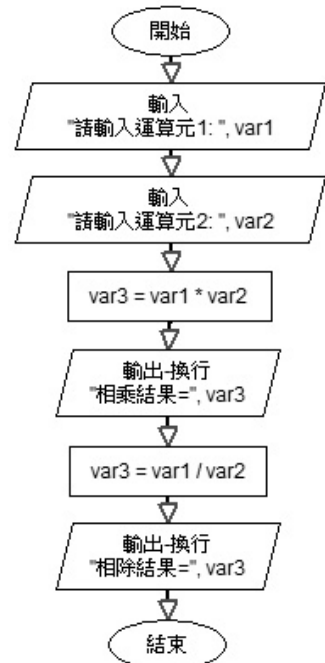 開始
輸入
"請輸入運算元1: ", var1
輸入
"請輸入運算元2: ", var2
var3 = var1 * var2
輸出-換行
"相乘結果=", var3
var3 = var1 / var2
輸出-換行
"相除結果=", var3
結束